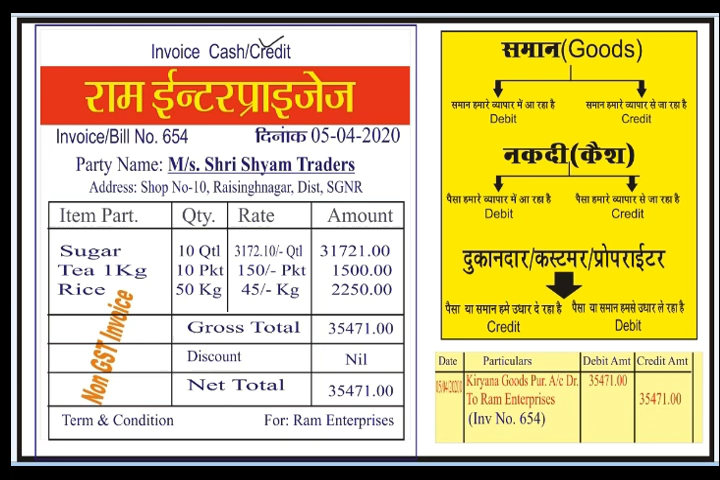 Invoice Cash/Credit
राम ईन्टरप्राइजेज
Invoice/Bill No. 654 दिनांक 05-04-2020
Party Name: M/s. Shri Shyam Traders
Address: Shop No-10, Raisinghnagar, Dist, SGNR
Item Part. Qty. Rate Amount
Sugar 10 Qtl 3172.10/- Qtl 31721.00
Tea 1Kg 10 Pkt 150/- Pkt 1500.00
Rice 50 Kg 45/- Kg 2250.00
Gross Total 35471.00
Discount Nil
Net Total 35471.00
Non GST Invoice
Term & Condition For: Ram Enterprises
समान(Goods)
समान हमारे व्यापार में आ रहा है समान हमारे व्यापार से जा रहा है
Debit Credit
नकदी(कैश)
पैसा हमारे व्यापार में आ रहा है पैसा हमारे व्यापार से जा रहा है
Debit Credit
दुकानदार/कस्टमर/प्रोपराईटर
पैसा या समान हमे उधार दे रहा है पैसा या समान हमसे उधार ले रहा है
Credit Debit
Date Particulars Debit Amt Credit Amt
05/04/2020 Kiryana Goods Pur. A/c Dr. 35471.00
To Ram Enterprises 35471.00
(Inv No. 654)